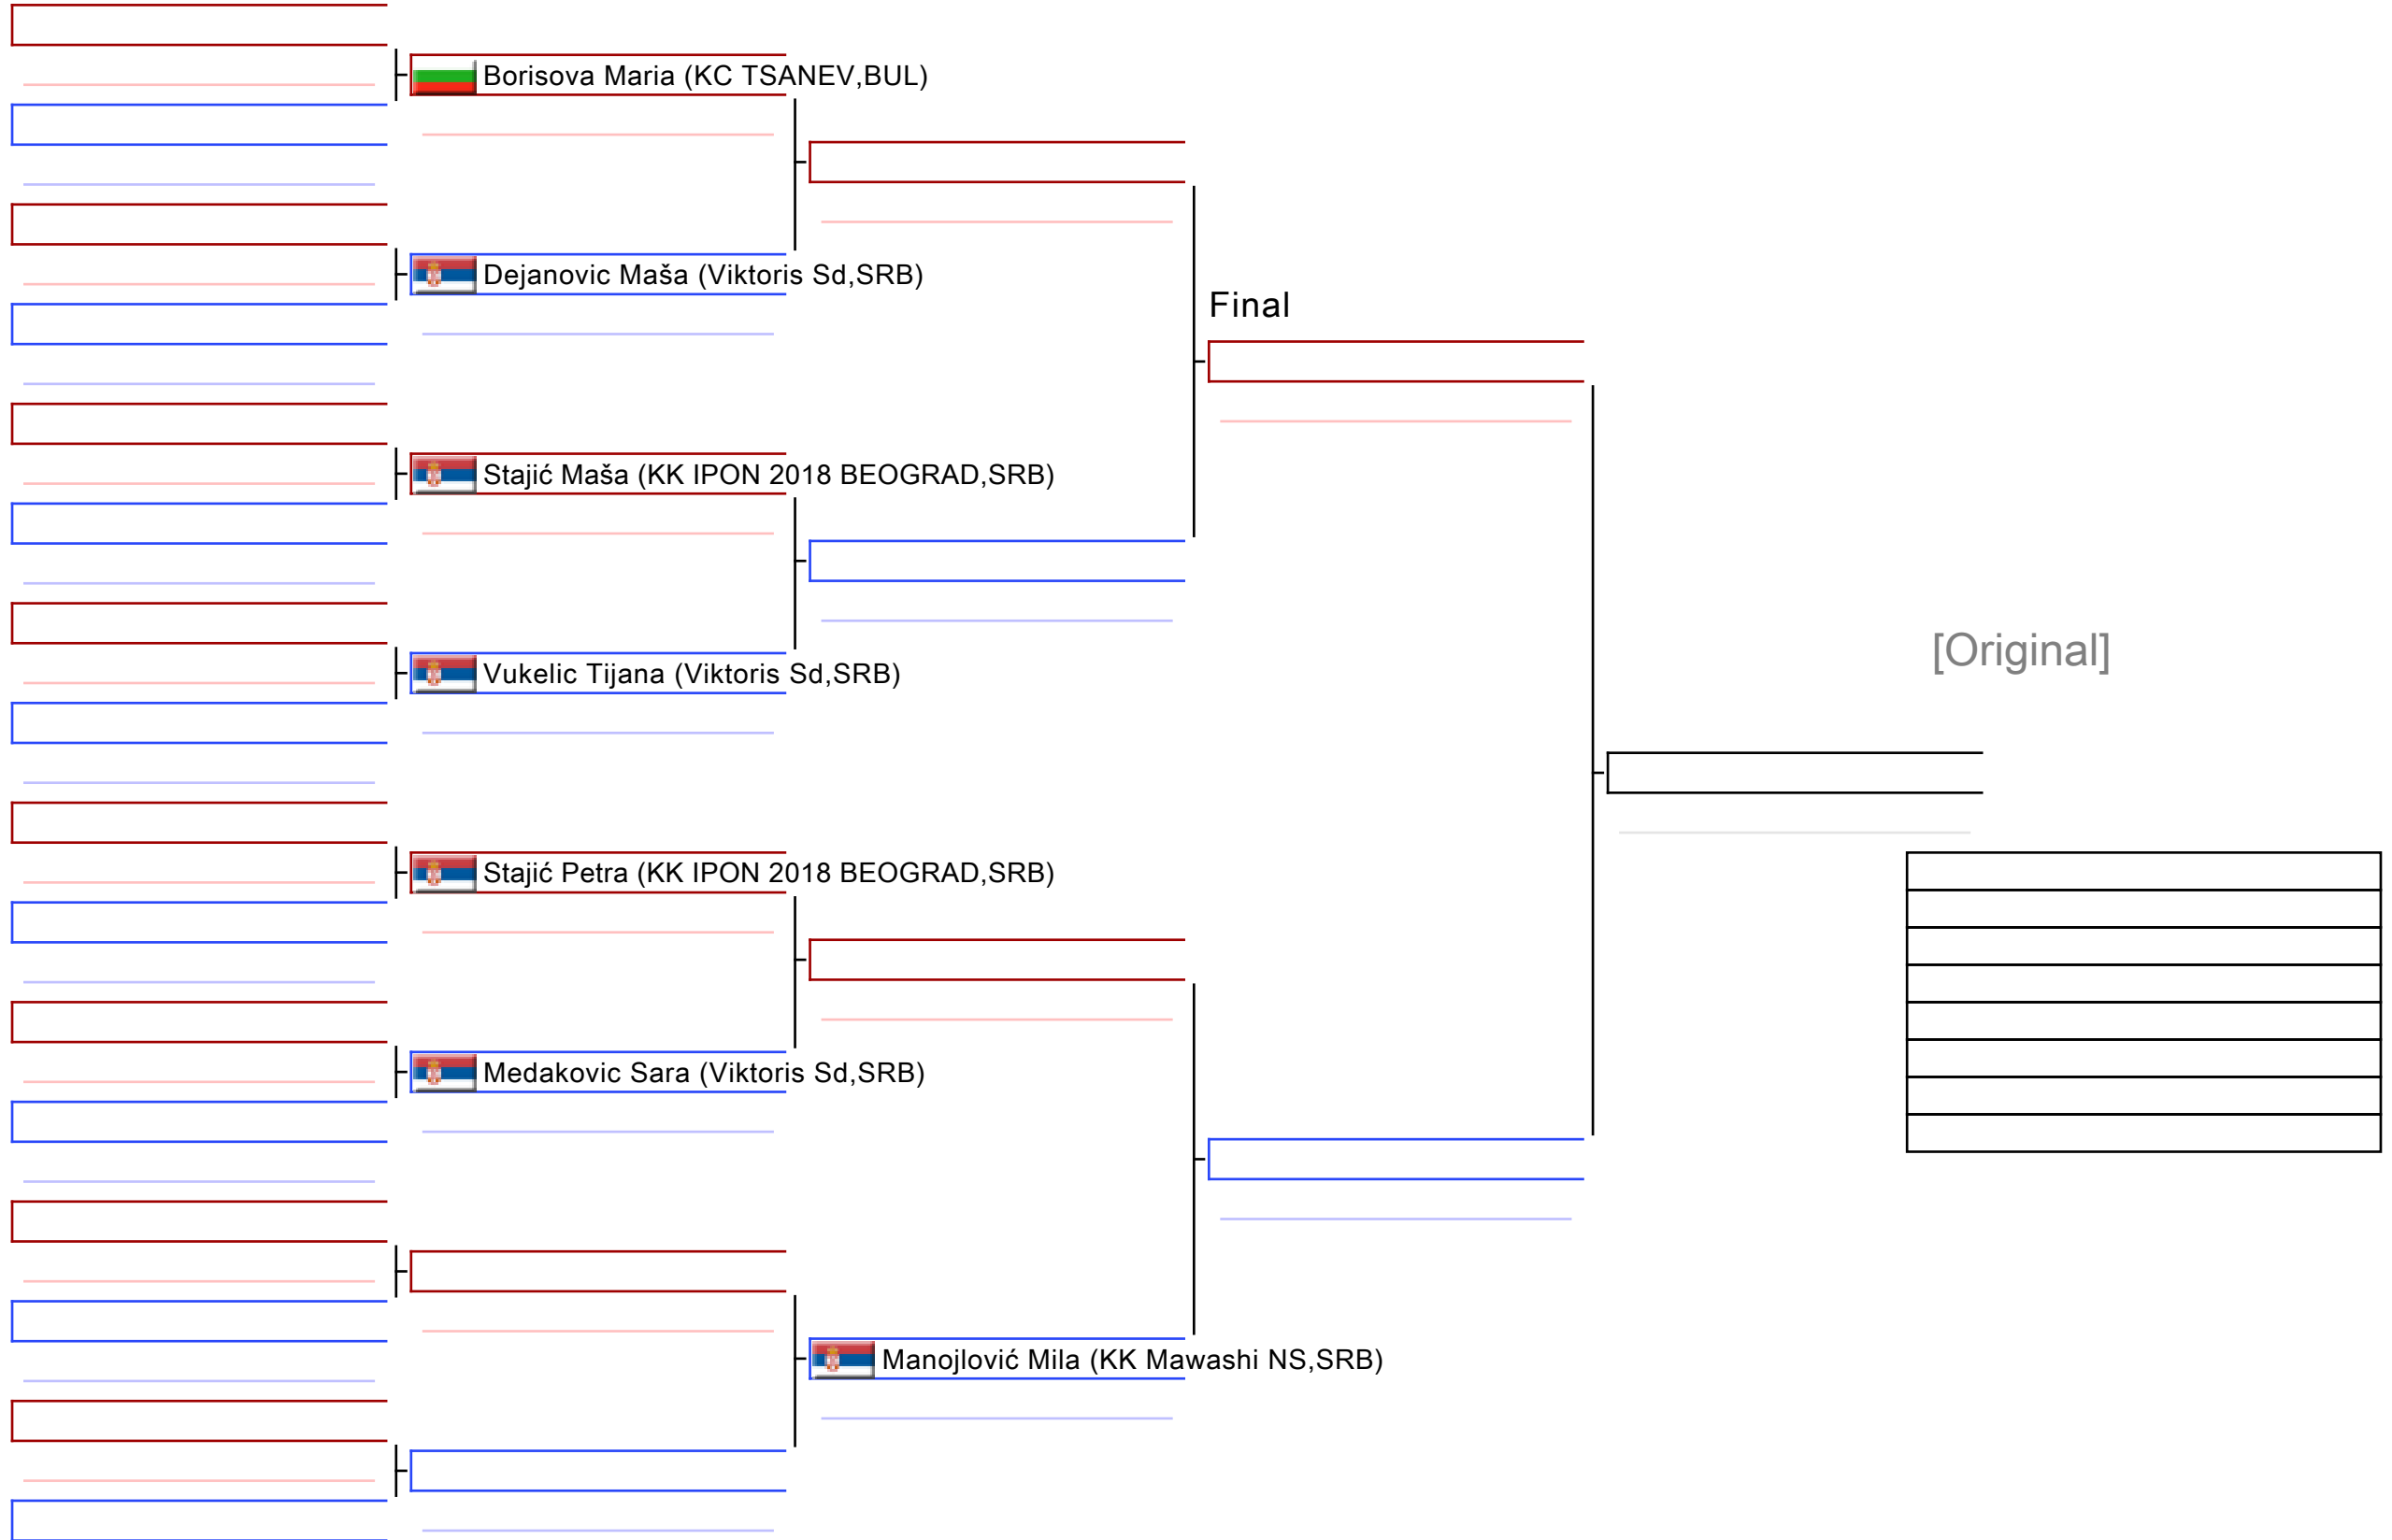 Borisova Maria (KC TSANEV,BUL)
Dejanovic Maša (Viktoris Sd,SRB)
Final
Stajić Maša (KK IPON 2018 BEOGRAD,SRB)
[Original]
Vukelic Tijana (Viktoris Sd,SRB)
Stajić Petra (KK IPON 2018 BEOGRAD,SRB)
Medakovic Sara (Viktoris Sd,SRB)
Manojlović Mila (KK Mawashi NS,SRB)